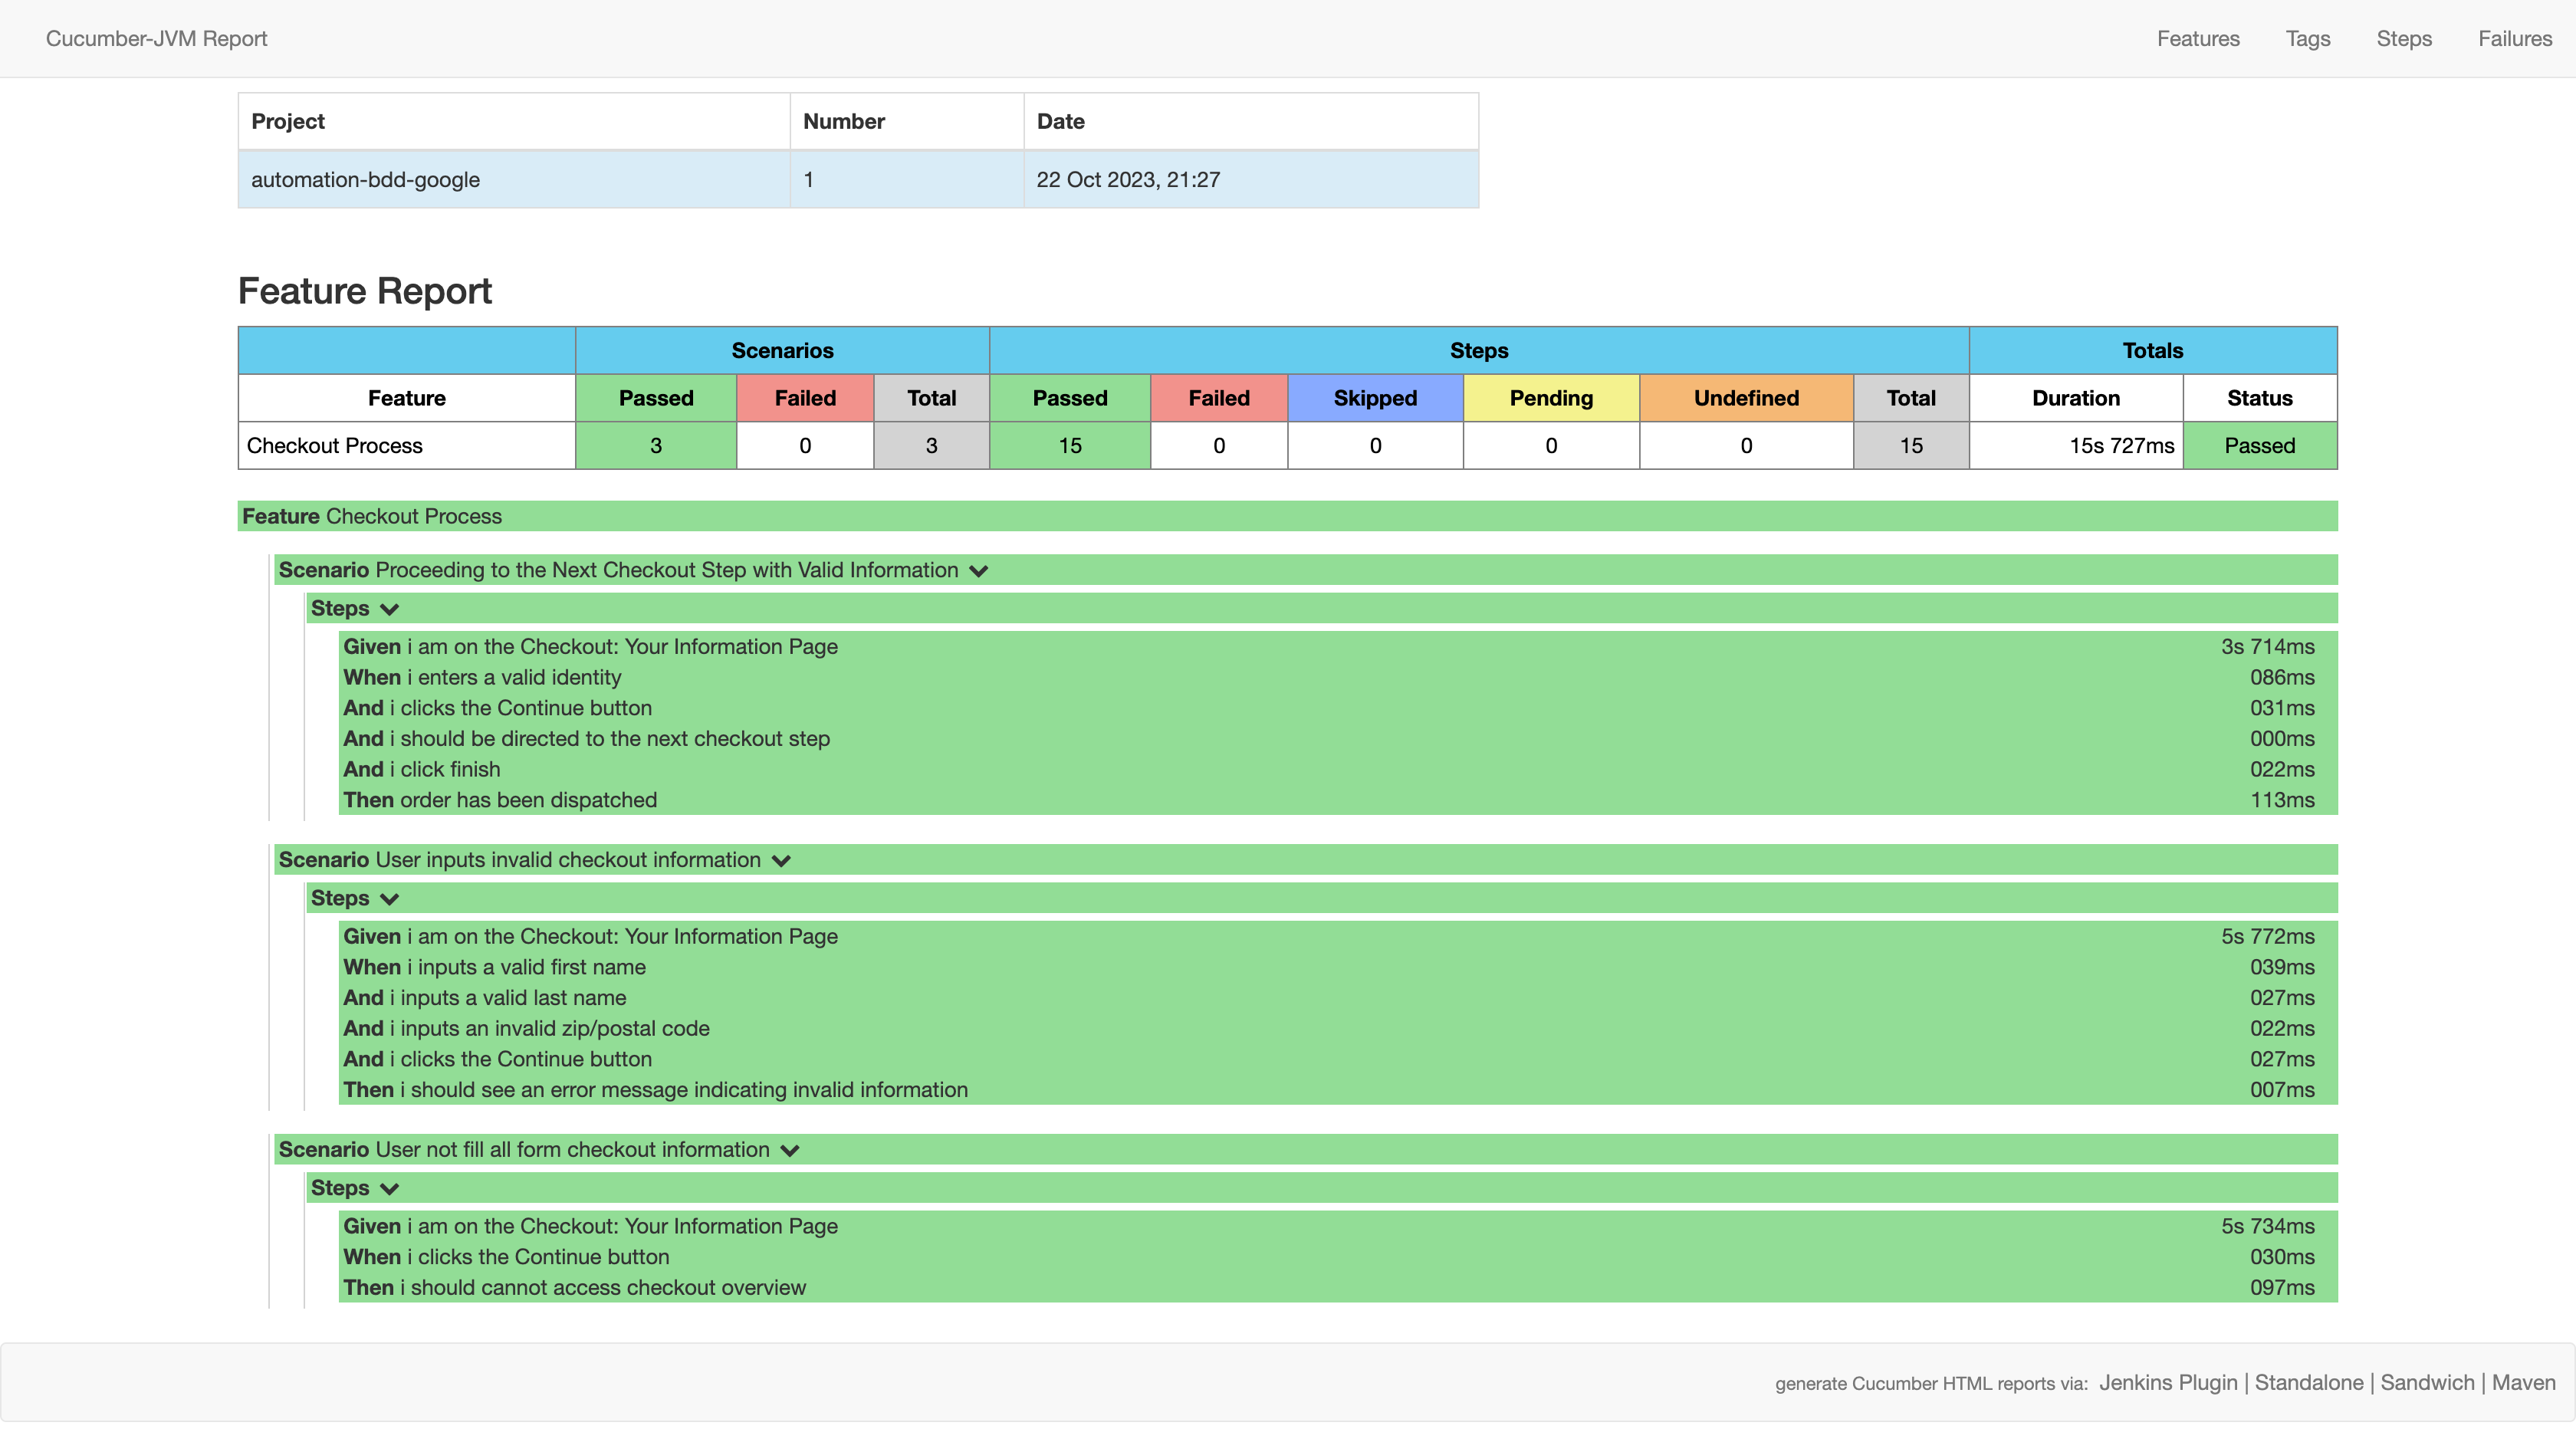 Cucumber-JVM Report Features Tags Steps Failures
Project Number Date
automation-bdd-google 1 22 Oct 2023, 21:27
Feature Report
Scenarios Steps Totals
Feature Passed Failed Total Passed Failed Skipped Pending Undefined Total Duration Status
Checkout Process 3 0 3 15 0 0 0 0 15 15s 727ms Passed
Feature Checkout Process
Scenario Proceeding to the Next Checkout Step with Valid Information
Steps
Given i am on the Checkout: Your Information Page 3s 714ms
When i enters a valid identity 086ms
And i clicks the Continue button 031ms
And i should be directed to the next checkout step 000ms
And i click finish 022ms
Then order has been dispatched 113ms
Scenario User inputs invalid checkout information
Steps
Given i am on the Checkout: Your Information Page 5s 772ms
When i inputs a valid first name 039ms
And i inputs a valid last name 027ms
And i inputs an invalid zip/postal code 022ms
And i clicks the Continue button 027ms
Then i should see an error message indicating invalid information 007ms
Scenario User not fill all form checkout information
Steps
Given i am on the Checkout: Your Information Page 5s 734ms
When i clicks the Continue button 030ms
Then i should cannot access checkout overview 097ms
generate Cucumber HTML reports via: Jenkins Plugin | Standalone | Sandwich | Maven